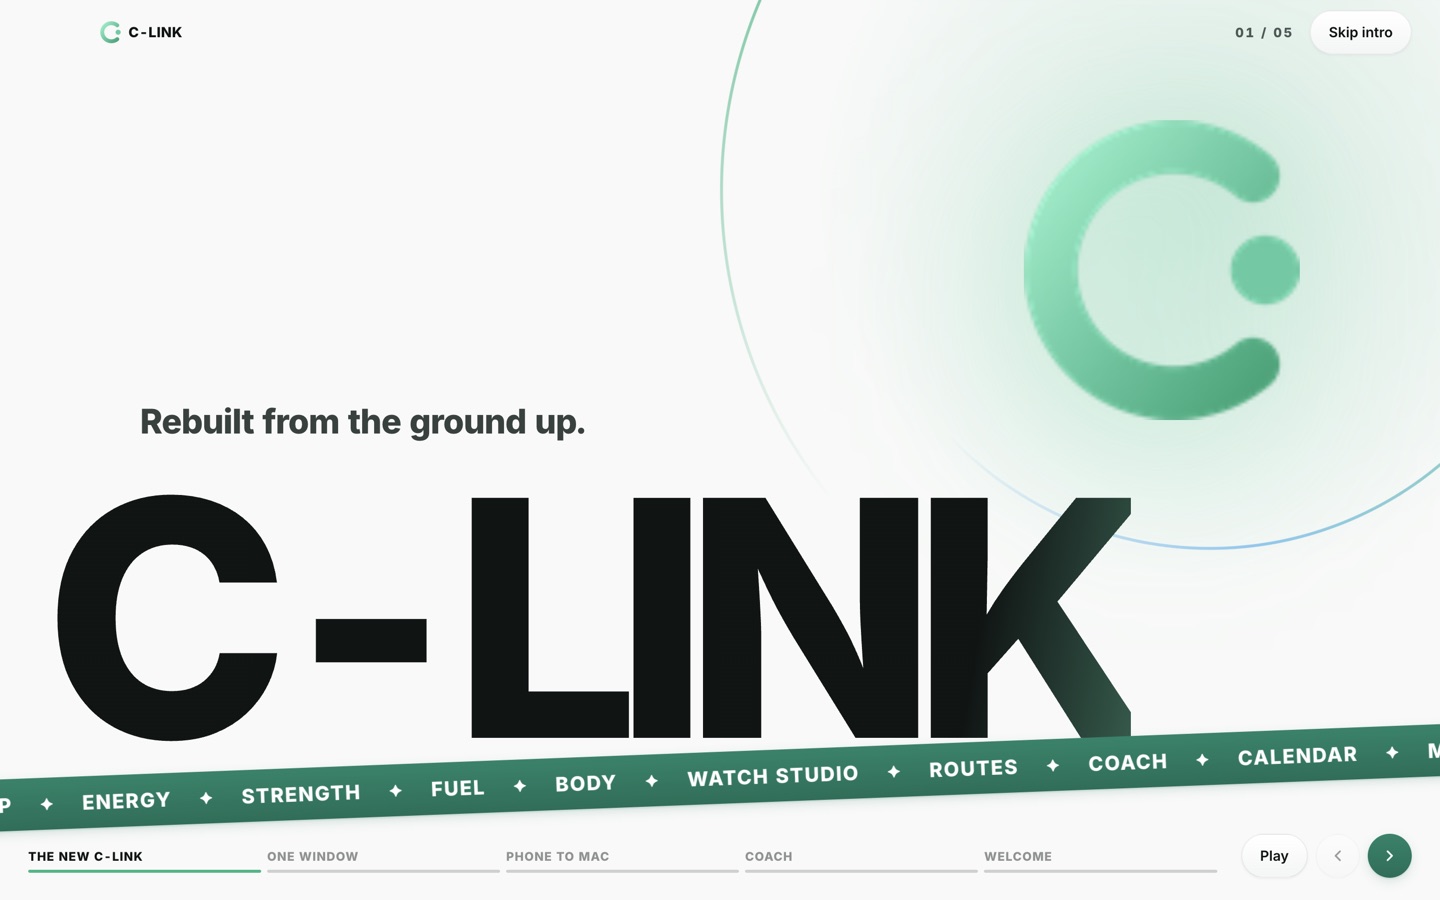 C-LINK
01 / 05
Skip intro
Rebuilt from the ground up.
C-LINK
P ✦ ENERGY ✦ STRENGTH ✦ FUEL ✦ BODY ✦ WATCH STUDIO ✦ ROUTES ✦ COACH ✦ CALENDAR ✦ M
THE NEW C-LINK
ONE WINDOW
PHONE TO MAC
COACH
WELCOME
Play